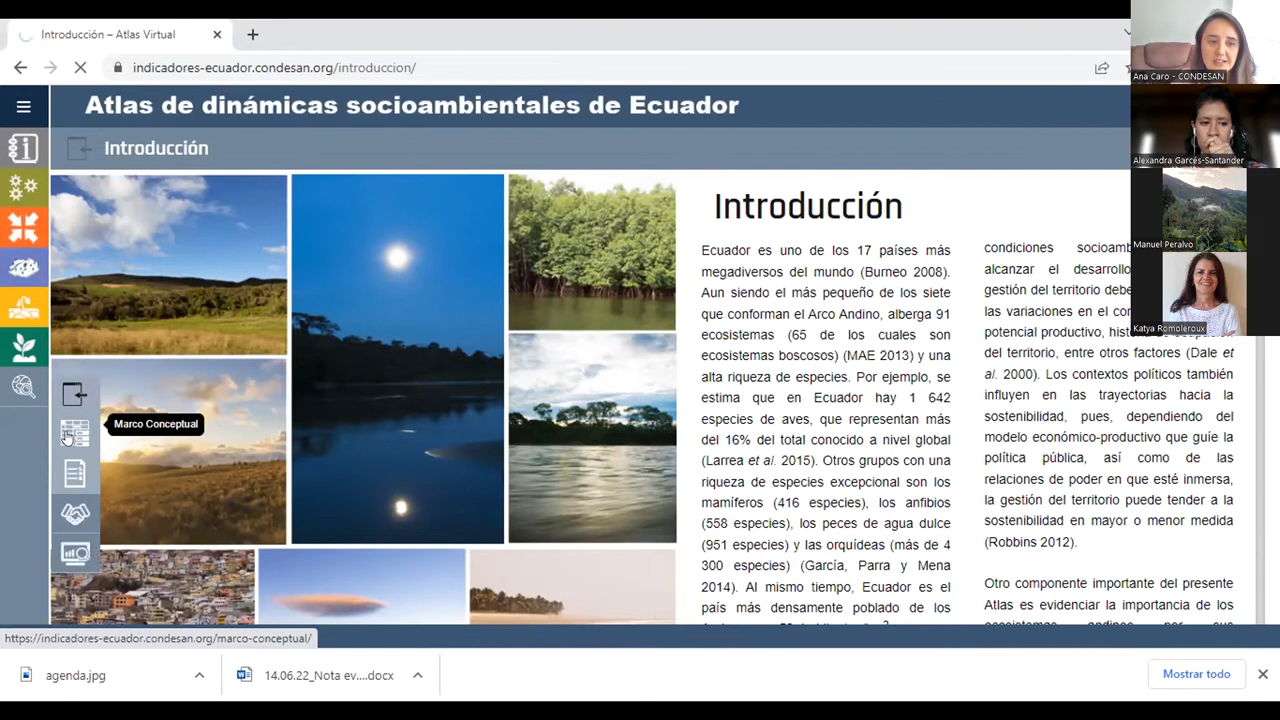 Introducción – Atlas Virtual
indicadores-ecuador.condesan.org/introduccion/
Atlas de dinámicas socioambientales de Ecuador
Introducción
Marco Conceptual
Introducción
Ecuador es uno de los 17 países más
megadiversos del mundo (Burneo 2008).
Aun siendo el más pequeño de los siete
que conforman el Arco Andino, alberga 91
ecosistemas (65 de los cuales son
ecosistemas boscosos) (MAE 2013) y una
alta riqueza de especies. Por ejemplo, se
estima que en Ecuador hay 1 642
especies de aves, que representan más
del 16% del total conocido a nivel global
(Larrea et al. 2015). Otros grupos con una
riqueza de especies excepcional son los
mamíferos (416 especies), los anfibios
(558 especies), los peces de agua dulce
(951 especies) y las orquídeas (más de 4
300 especies) (García, Parra y Mena
2014). Al mismo tiempo, Ecuador es el
país más densamente poblado de los
condiciones
alcanzar el desarrollo
gestión del territorio debe
las variaciones en el
potencial productivo,
del territorio, entre otros factores (Dale et
al. 2000). Los contextos políticos también
influyen en las trayectorias hacia la
sostenibilidad, pues, dependiendo del
modelo económico-productivo que guíe la
política pública, así como de las
relaciones de poder en que esté inmersa,
la gestión del territorio puede tender a la
sostenibilidad en mayor o menor medida
(Robbins 2012).
Otro componente importante del presente
Atlas es evidenciar la importancia de los
Ana Caro - CONDESAN
Alexandra Garcés-Santander
Manuel Peralvo
Katya Romoleroux
https://indicadores-ecuador.condesan.org/marco-conceptual/
agenda.jpg
14.06.22_Nota ev....docx
Mostrar todo